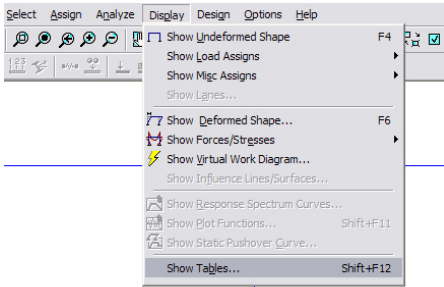 Select Assign Analyze Display Design Options Help
Show Undeformed Shape F4
Show Load Assigns
Show Misc Assigns
Show Lanes...
Show Deformed Shape... F6
Show Forces/Stresses
Show Virtual Work Diagram...
Show Influence Lines/Surfaces...
Show Response Spectrum Curves...
Show Plot Functions... Shift+F11
Show Static Pushover Curve...
Show Tables... Shift+F12